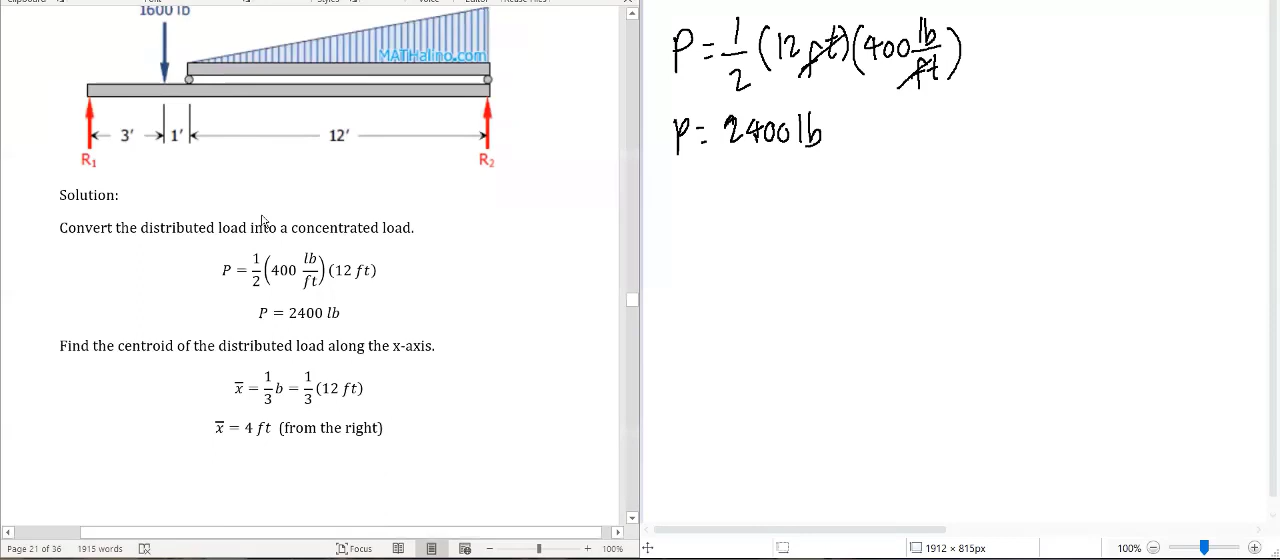 1600 lb
MATHalino.com
3' 1' 12'
R₁ R₂
Solution:
Convert the distributed load into a concentrated load.
P = 1/2 (400 lb/ft) (12 ft)
P = 2400 lb
Find the centroid of the distributed load along the x-axis.
x̅ = 1/3 b = 1/3 (12 ft)
x̅ = 4 ft (from the right)
Page 21 of 36 1915 words Focus 100%
P = 1/2 (12 ft)(400 lb/ft)
P = 2400 lb
1912 × 815px 100%